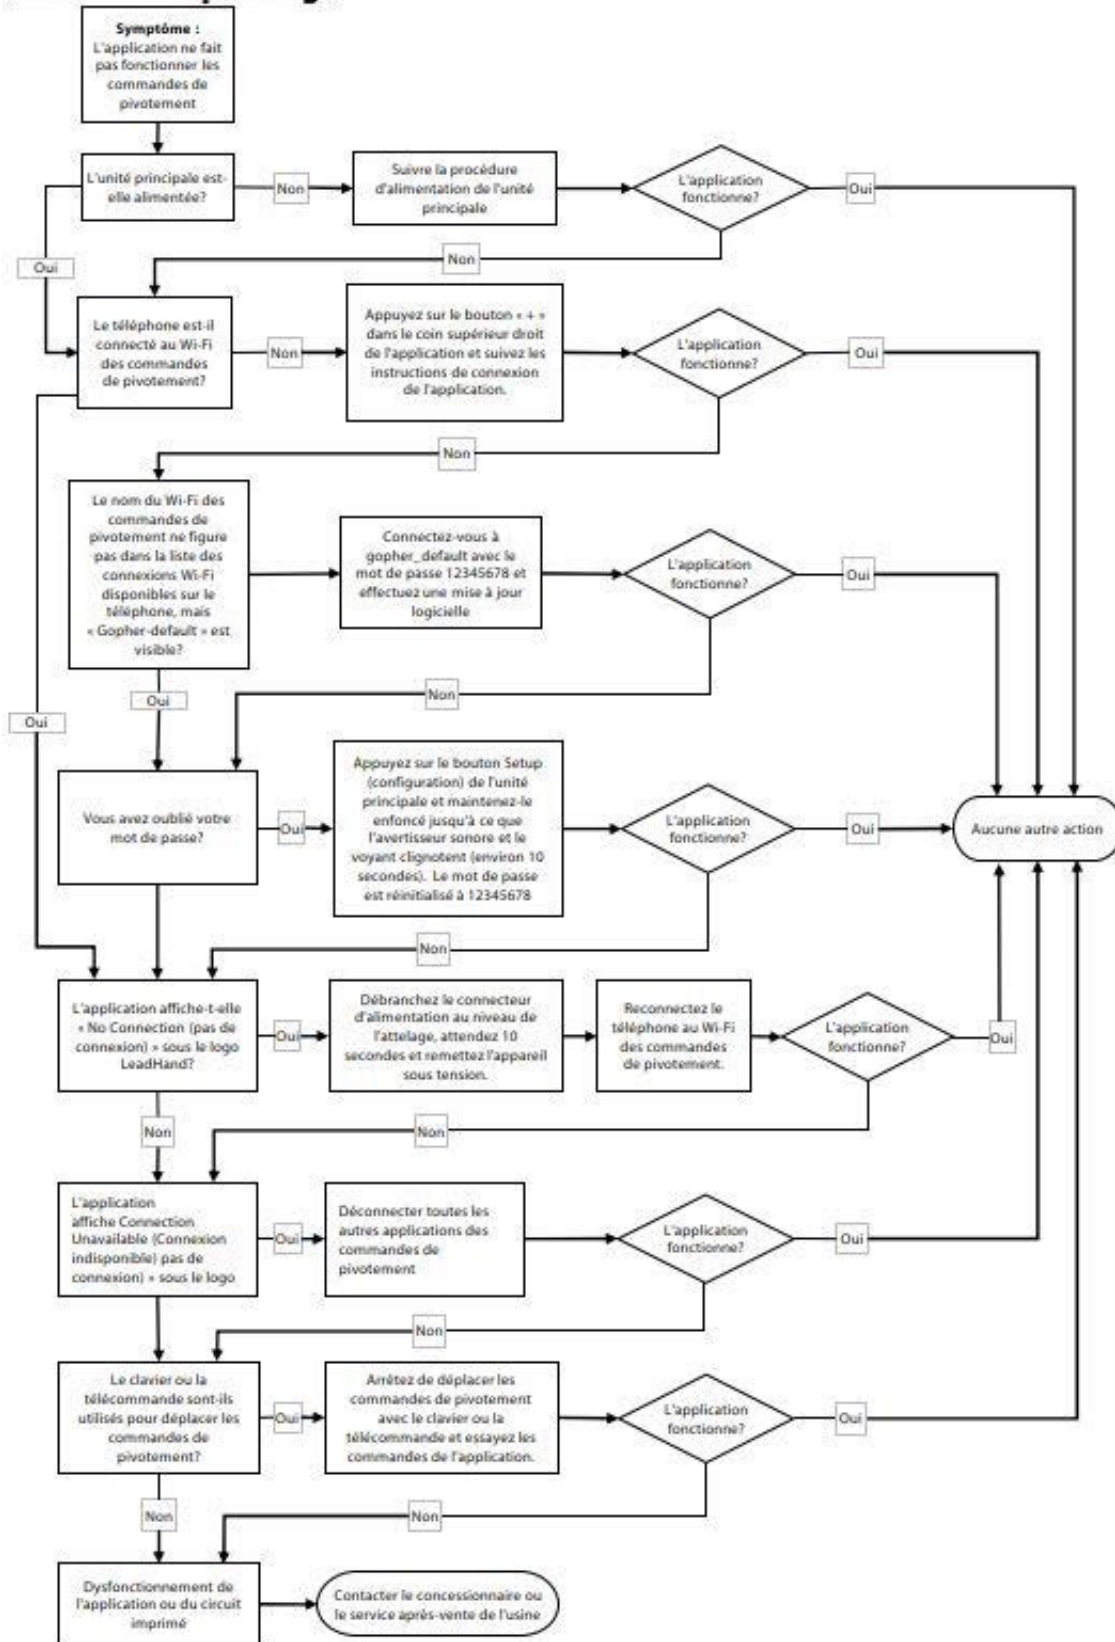 Symptôme :
L'application ne fait
pas fonctionner les
commandes de
pivotement
L'unité principale est-
elle alimentée?
Non
Suivre la procédure
d'alimentation de l'unité
principale
L'application
fonctionne?
Oui
Non
Oui
Le téléphone est-il
connecté au Wi-Fi
des commandes
de pivotement?
Non
Appuyez sur le bouton « + »
dans le coin supérieur droit
de l'application et suivez les
instructions de connexion
de l'application.
L'application
fonctionne?
Oui
Non
Le nom du Wi-Fi des
commandes de
pivotement ne figure
pas dans la liste des
connexions Wi-Fi
disponibles sur le
téléphone, mais
« Gopher-default » est
visible?
Connectez-vous à
gopher_default avec le
mot de passe 12345678 et
effectuez une mise à jour
logicielle
L'application
fonctionne?
Oui
Non
Oui
Oui
Vous avez oublié votre
mot de passe?
Oui
Appuyez sur le bouton Setup
(configuration) de l'unité
principale et maintenez-le
enfoncé jusqu'à ce que
l'avertisseur sonore et le
voyant clignotent (environ 10
secondes). Le mot de passe
est réinitialisé à 12345678
L'application
fonctionne?
Oui
Aucune autre action
Non
L'application affiche-t-elle
« No Connection (pas de
connexion) » sous le logo
LeadHand?
Oui
Débranchez le connecteur
d'alimentation au niveau de
l'attelage, attendez 10
secondes et remettez l'appareil
sous tension.
Reconnectez le
téléphone au Wi-Fi
des commandes
de pivotement.
L'application
fonctionne?
Oui
Non
Non
L'application
affiche Connection
Unavailable (Connexion
indisponible) pas de
connexion) » sous le logo
Oui
Déconnecter toutes les
autres applications des
commandes de
pivotement
L'application
fonctionne?
Oui
Non
Le clavier ou la
télécommande sont-ils
utilisés pour déplacer les
commandes de
pivotement?
Oui
Arrêtez de déplacer les
commandes de pivotement
avec le clavier ou la
télécommande et essayez les
commandes de l'application.
L'application
fonctionne?
Oui
Non
Non
Dysfonctionnement de
l'application ou du circuit
imprimé
Contacter le concessionnaire ou
le service après-vente de l'usine